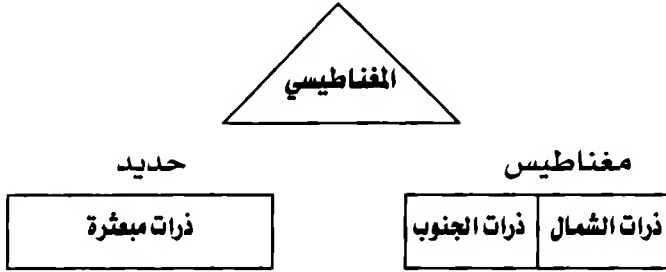 المغناطيسي
مغناطيس
حديد
ذرات الشمال
ذرات الجنوب
ذرات مبعثرة